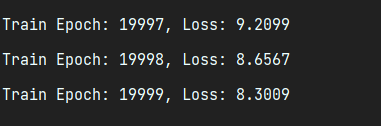 Train Epoch: 19997, Loss: 9.2099
Train Epoch: 19998, Loss: 8.6567
Train Epoch: 19999, Loss: 8.3009